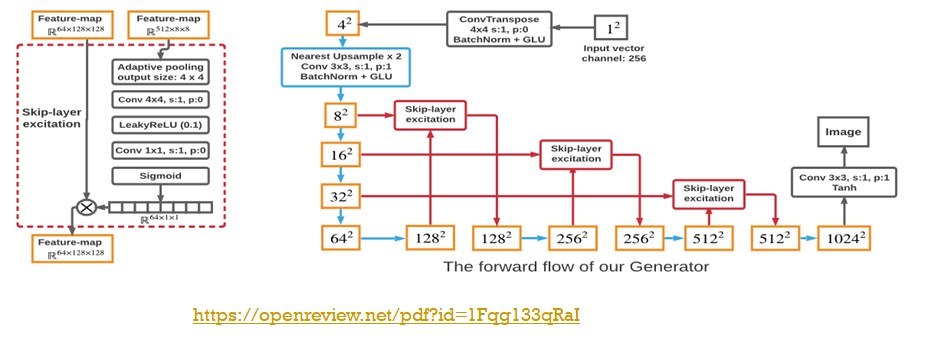 Feature-map
ℝ^64×128×128
Feature-map
ℝ^512×8×8
Adaptive pooling
output size: 4 x 4
Conv 4x4, s:1, p:0
Skip-layer
excitation
LeakyReLU (0.1)
Conv 1x1, s:1, p:0
Sigmoid
ℝ^64×1×1
Feature-map
ℝ^64×128×128
4²
ConvTranspose
4x4 s:1, p:0
BatchNorm + GLU
1²
Input vector
channel: 256
Nearest Upsample x 2
Conv 3x3, s:1, p:1
BatchNorm + GLU
8²
Skip-layer
excitation
16²
Skip-layer
excitation
32²
Skip-layer
excitation
Image
Conv 3x3, s:1, p:1
Tanh
64²
128²
128²
256²
256²
512²
512²
1024²
The forward flow of our Generator
https://openreview.net/pdf?id=1Fqg133qRaI